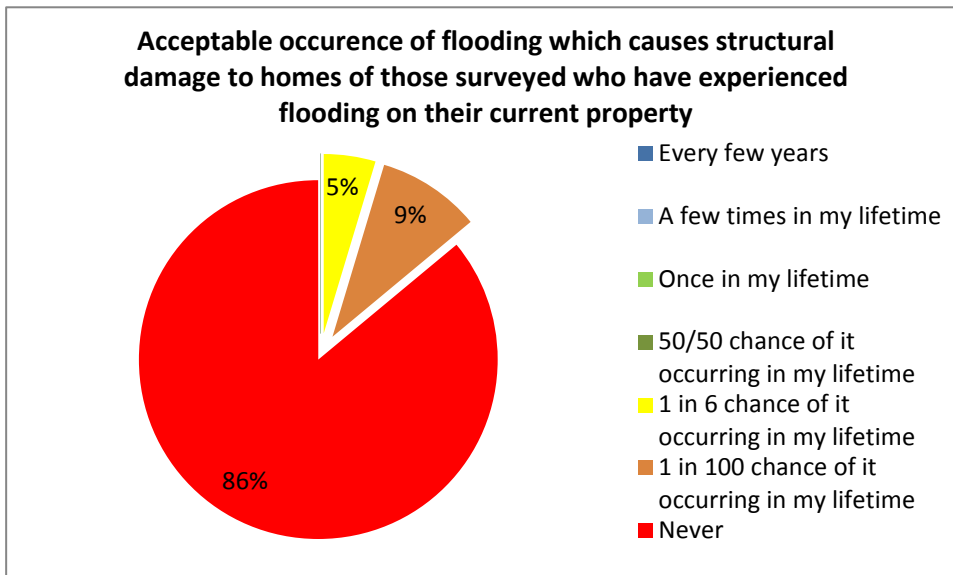 Acceptable occurence of flooding which causes structural
damage to homes of those surveyed who have experienced
flooding on their current property
5%
9%
86%
Every few years
A few times in my lifetime
Once in my lifetime
50/50 chance of it
occurring in my lifetime
1 in 6 chance of it
occurring in my lifetime
1 in 100 chance of it
occurring in my lifetime
Never